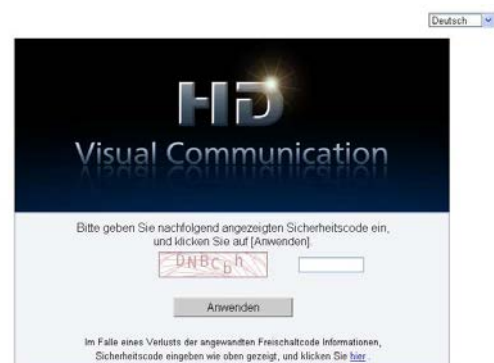 Deutsch
HD
Visual Communication
Bitte geben Sie nachfolgend angezeigten Sicherheitscode ein,
und klicken Sie auf [Anwenden].
DNBCbh
Anwenden
Im Falle eines Verlusts der angewandten Freischaltcode Informationen,
Sicherheitscode eingeben wie oben gezeigt, und klicken Sie hier .